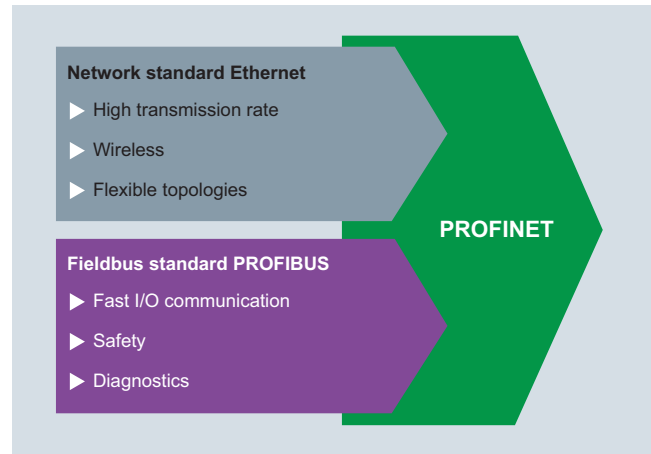 Network standard Ethernet
High transmission rate
Wireless
Flexible topologies
PROFINET
Fieldbus standard PROFIBUS
Fast I/O communication
Safety
Diagnostics